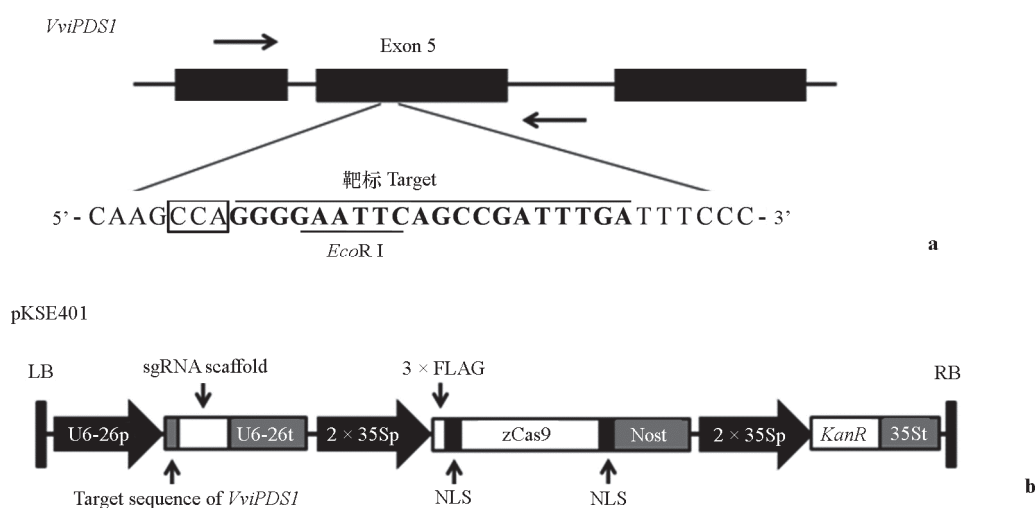 VviPDS1
Exon 5
靶标 Target
5’ - CAAGCCAGGGGAATTCAGCCGATTTGATTTCCC - 3’
EcoR I
a
pKSE401
sgRNA scaffold
3 × FLAG
LB
RB
U6-26p
U6-26t
2 × 35Sp
zCas9
Nost
2 × 35Sp
KanR
35St
Target sequence of VviPDS1
NLS
NLS
b